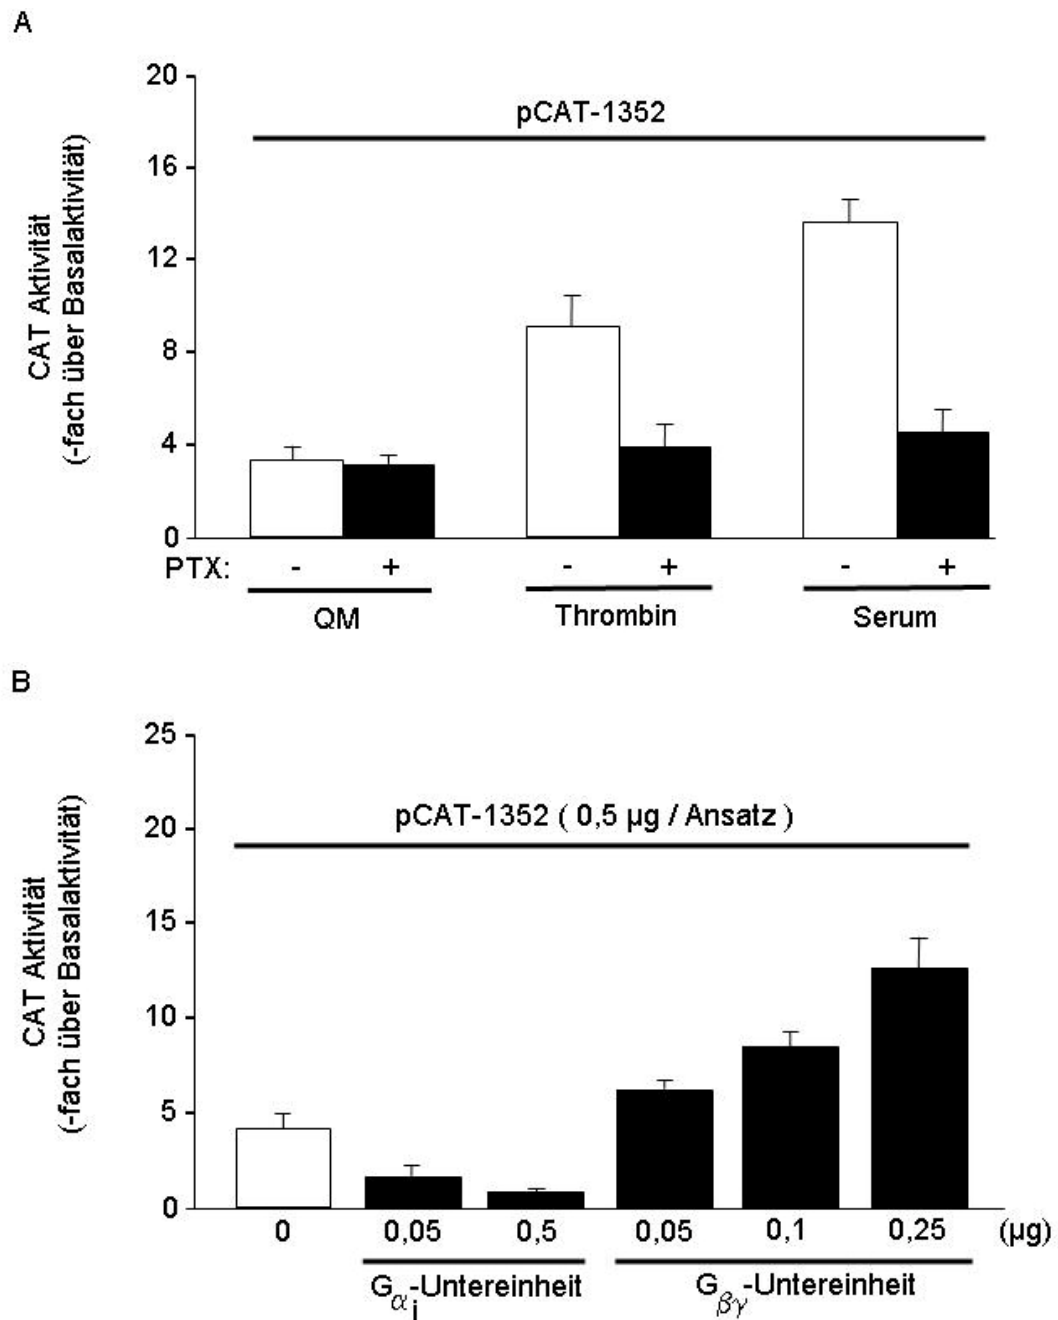 A
20
pCAT-1352
16
12
8
4
0
CAT Aktivität
(-fach über Basalaktivität)
PTX: - + - + - +
QM Thrombin Serum
B
25
pCAT-1352 ( 0,5 µg / Ansatz )
20
15
10
5
0
CAT Aktivität
(-fach über Basalaktivität)
0 0,05 0,5 0,05 0,1 0,25 (µg)
Gαi-Untereinheit Gβγ-Untereinheit